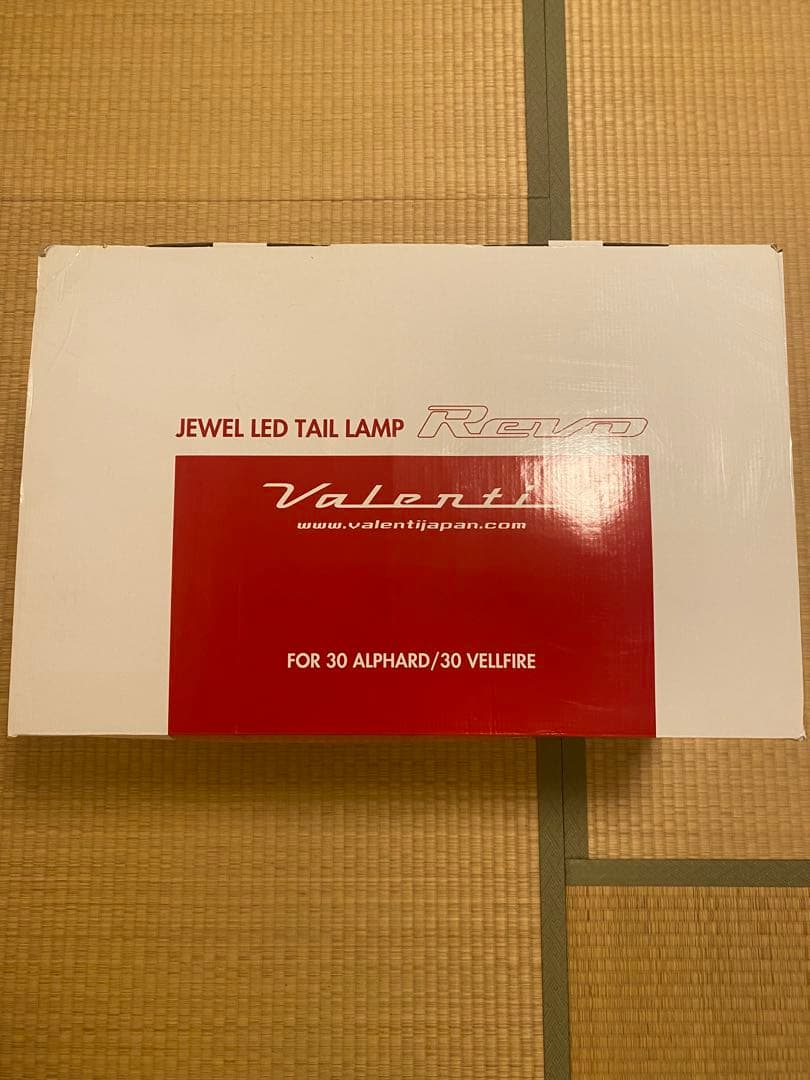 JEWEL LED TAIL LAMP Revo
Valenti
www.valentijapan.com
FOR 30 ALPHARD/30 VELLFIRE